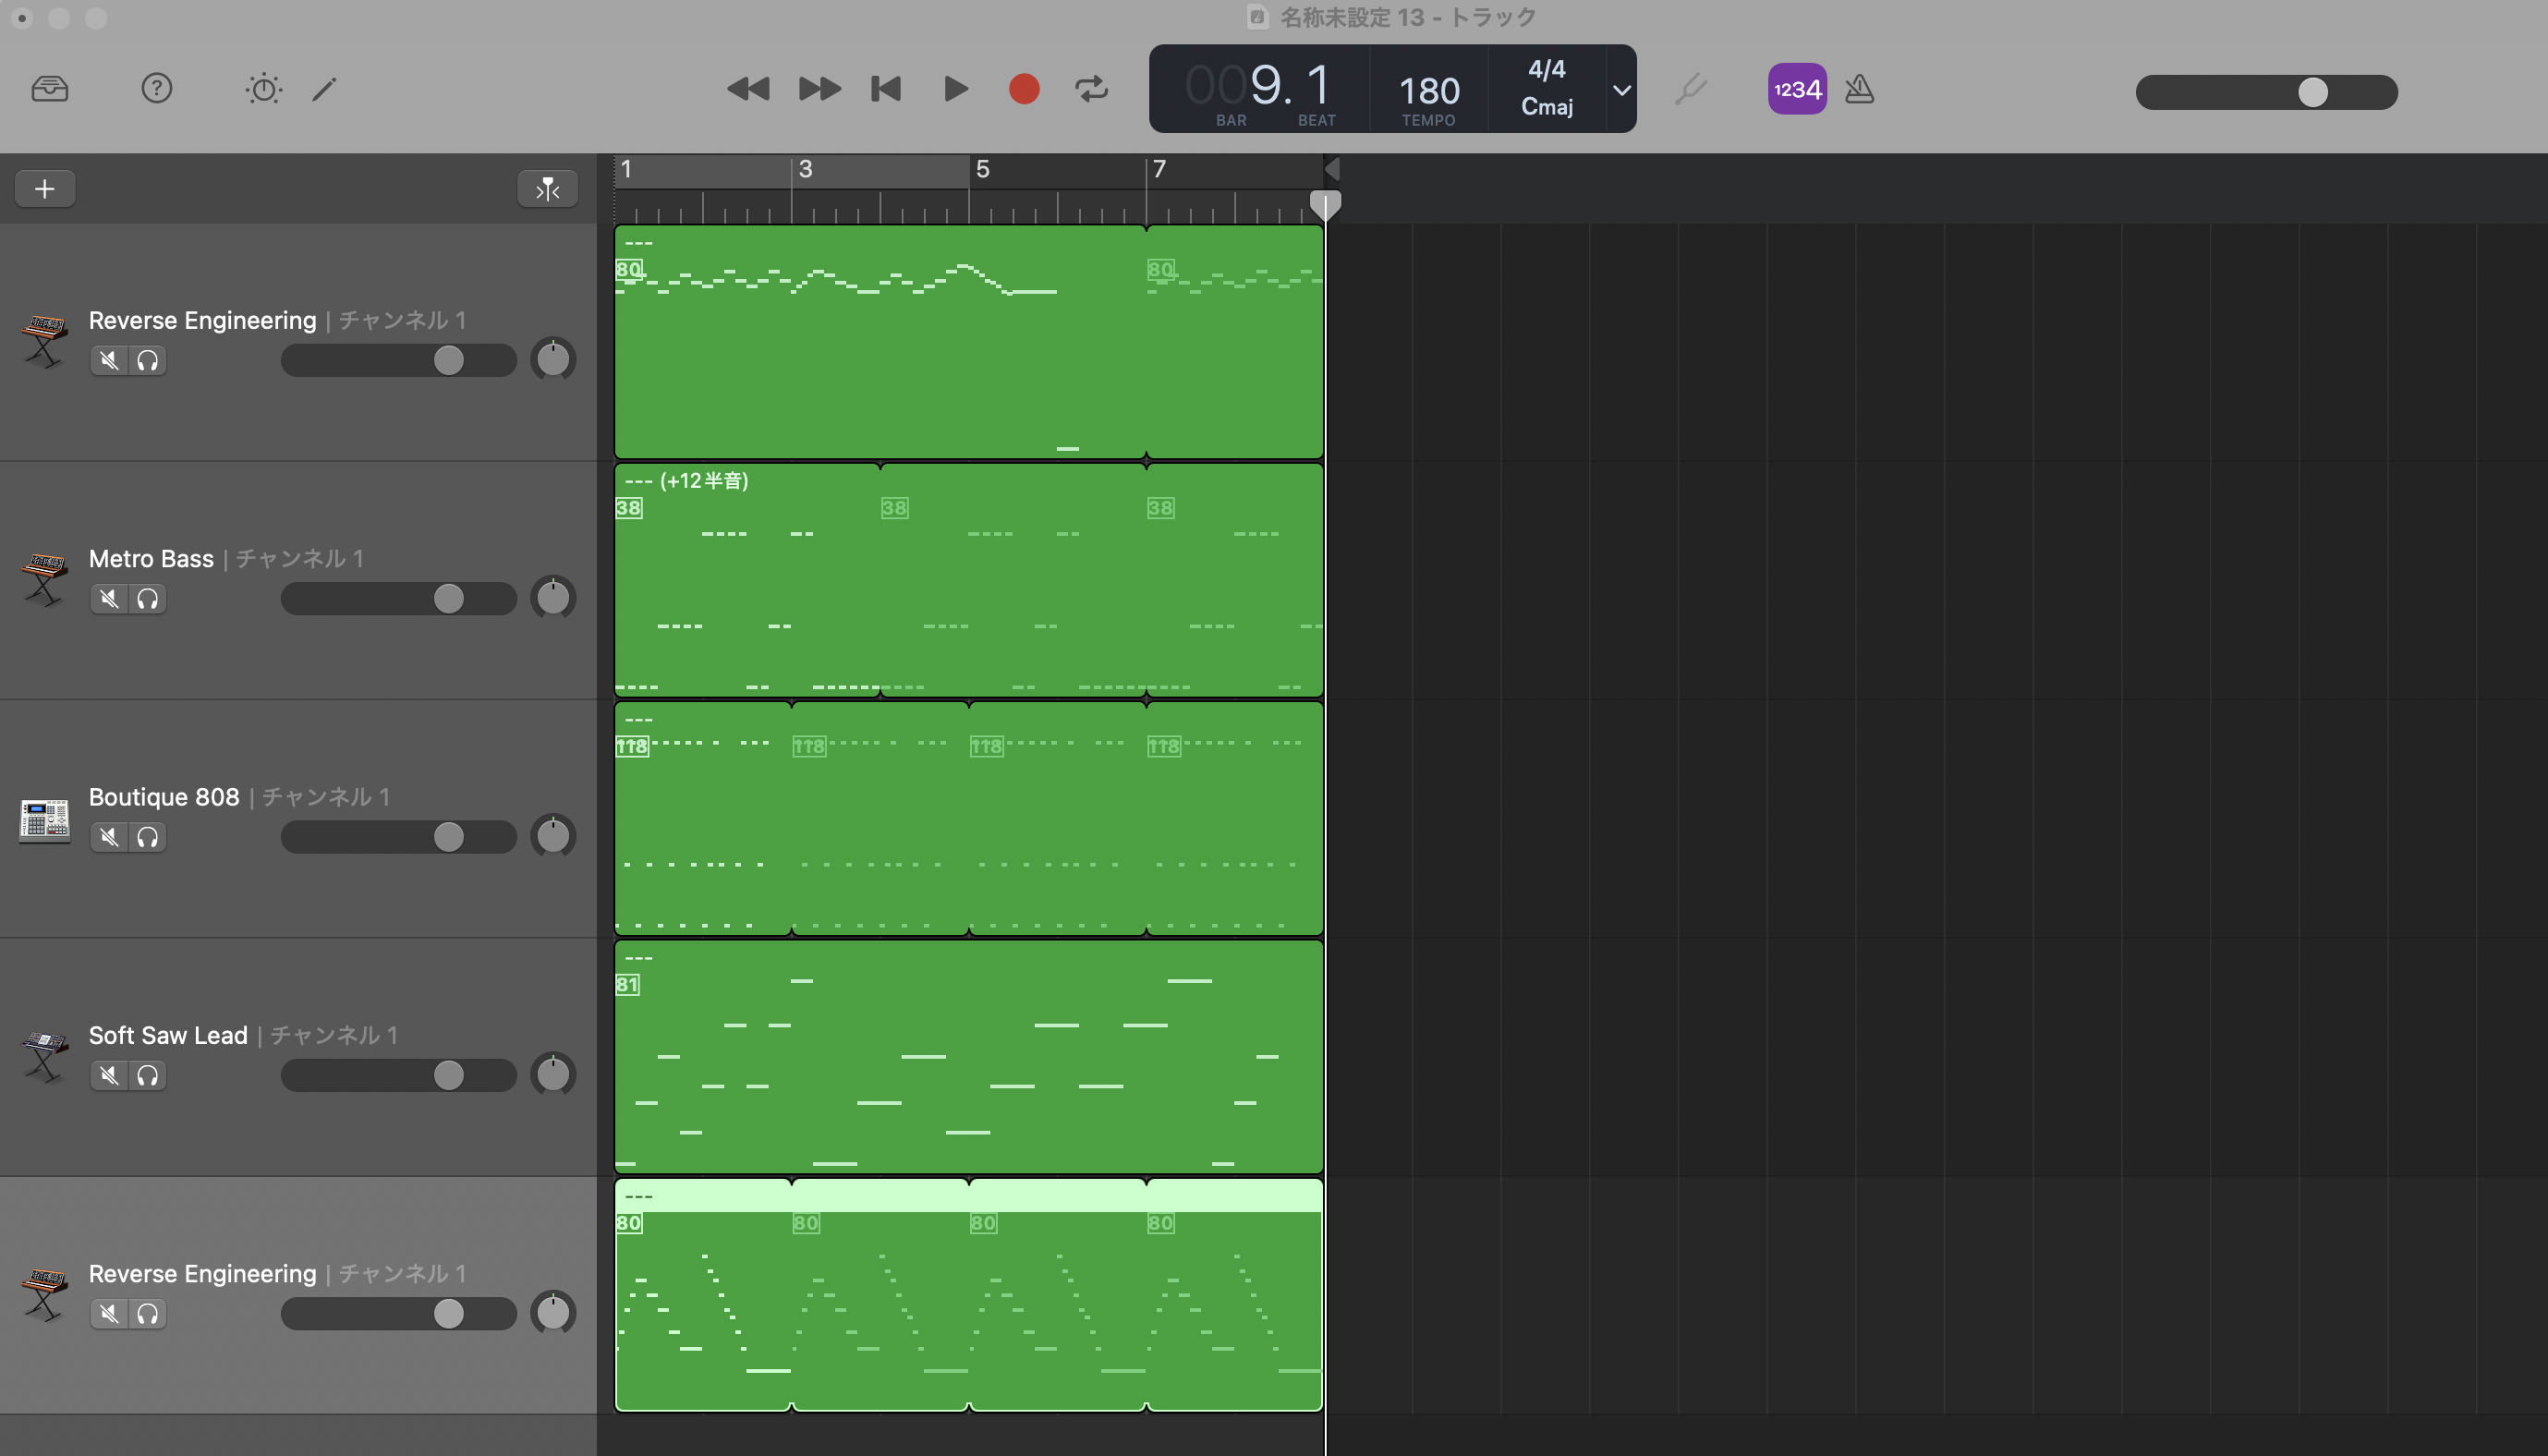 名称未設定 13 - トラック
009. 1
BAR BEAT
180
TEMPO
4/4
Cmaj
1234
1 3 5 7
Reverse Engineering | チャンネル 1
---
80 80
Metro Bass | チャンネル 1
--- (+12半音)
38 38 38
Boutique 808 | チャンネル 1
---
118 118 118 118
Soft Saw Lead | チャンネル 1
---
81
Reverse Engineering | チャンネル 1
---
80 80 80 80